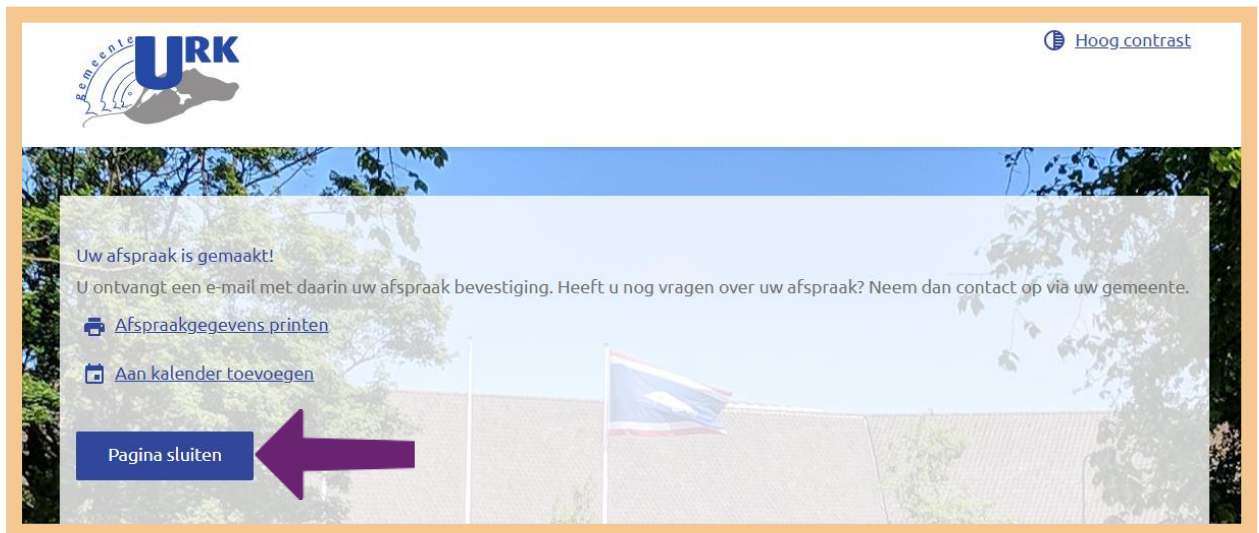 gemeente URK
Hoog contrast
Uw afspraak is gemaakt!
U ontvangt een e-mail met daarin uw afspraak bevestiging. Heeft u nog vragen over uw afspraak? Neem dan contact op via uw gemeente.
Afspraakgegevens printen
Aan kalender toevoegen
Pagina sluiten